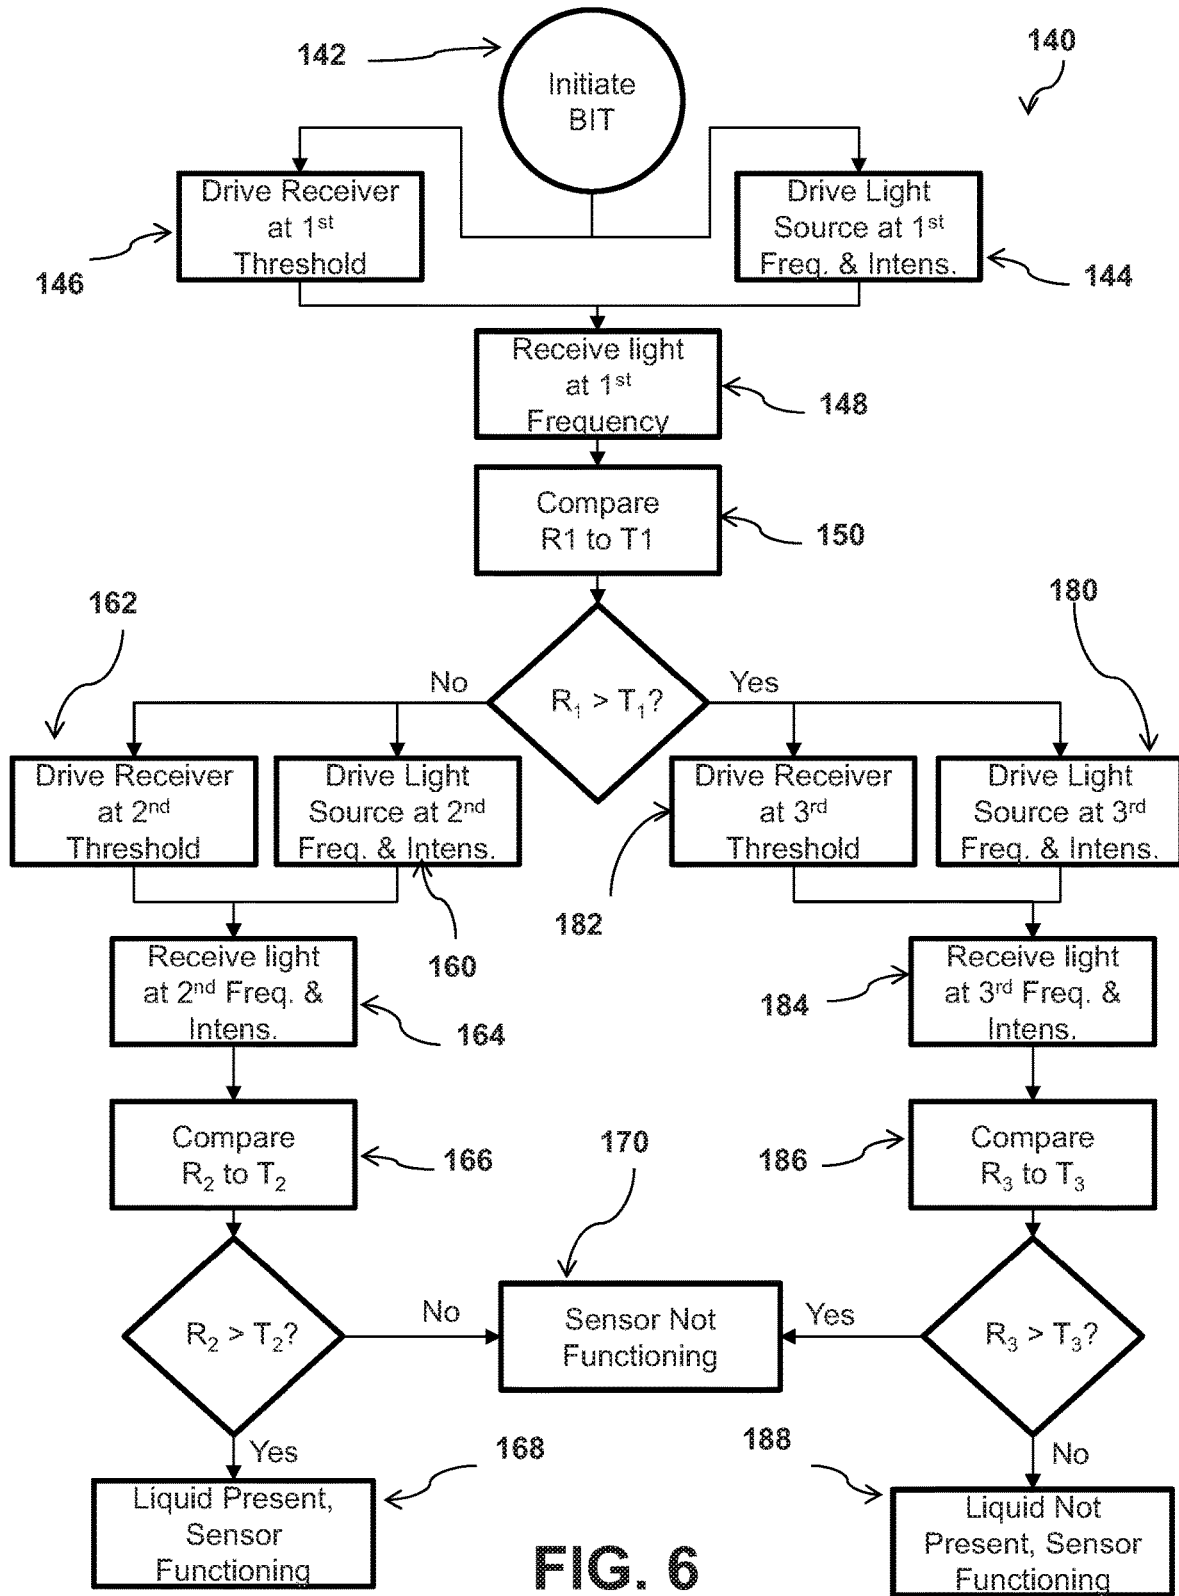 142
140
Initiate
BIT
Drive Receiver
at 1st
Threshold
Drive Light
Source at 1st
Freq. & Intens.
146
144
Receive light
at 1st
Frequency
148
Compare
R1 to T1
150
162
180
No
R1 > T1?
Yes
Drive Receiver
at 2nd
Threshold
Drive Light
Source at 2nd
Freq. & Intens.
Drive Receiver
at 3rd
Threshold
Drive Light
Source at 3rd
Freq. & Intens.
182
160
Receive light
at 2nd Freq. &
Intens.
164
184
Receive light
at 3rd Freq. &
Intens.
Compare
R2 to T2
166
170
186
Compare
R3 to T3
R2 > T2?
No
Sensor Not
Functioning
Yes
R3 > T3?
Yes
168
188
No
Liquid Present,
Sensor
Functioning
Liquid Not
Present, Sensor
Functioning
FIG. 6